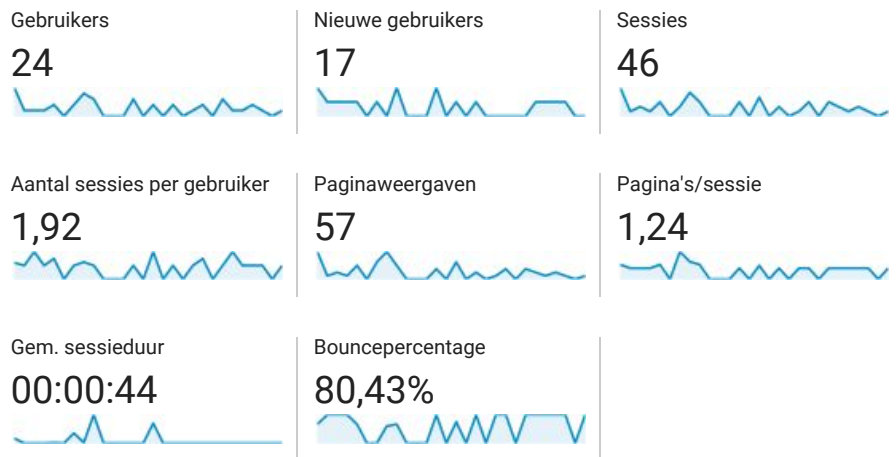 Gebruikers
24
Nieuwe gebruikers
17
Sessies
46
Aantal sessies per gebruiker
1,92
Paginaweergaven
57
Pagina's/sessie
1,24
Gem. sessieduur
00:00:44
Bouncepercentage
80,43%